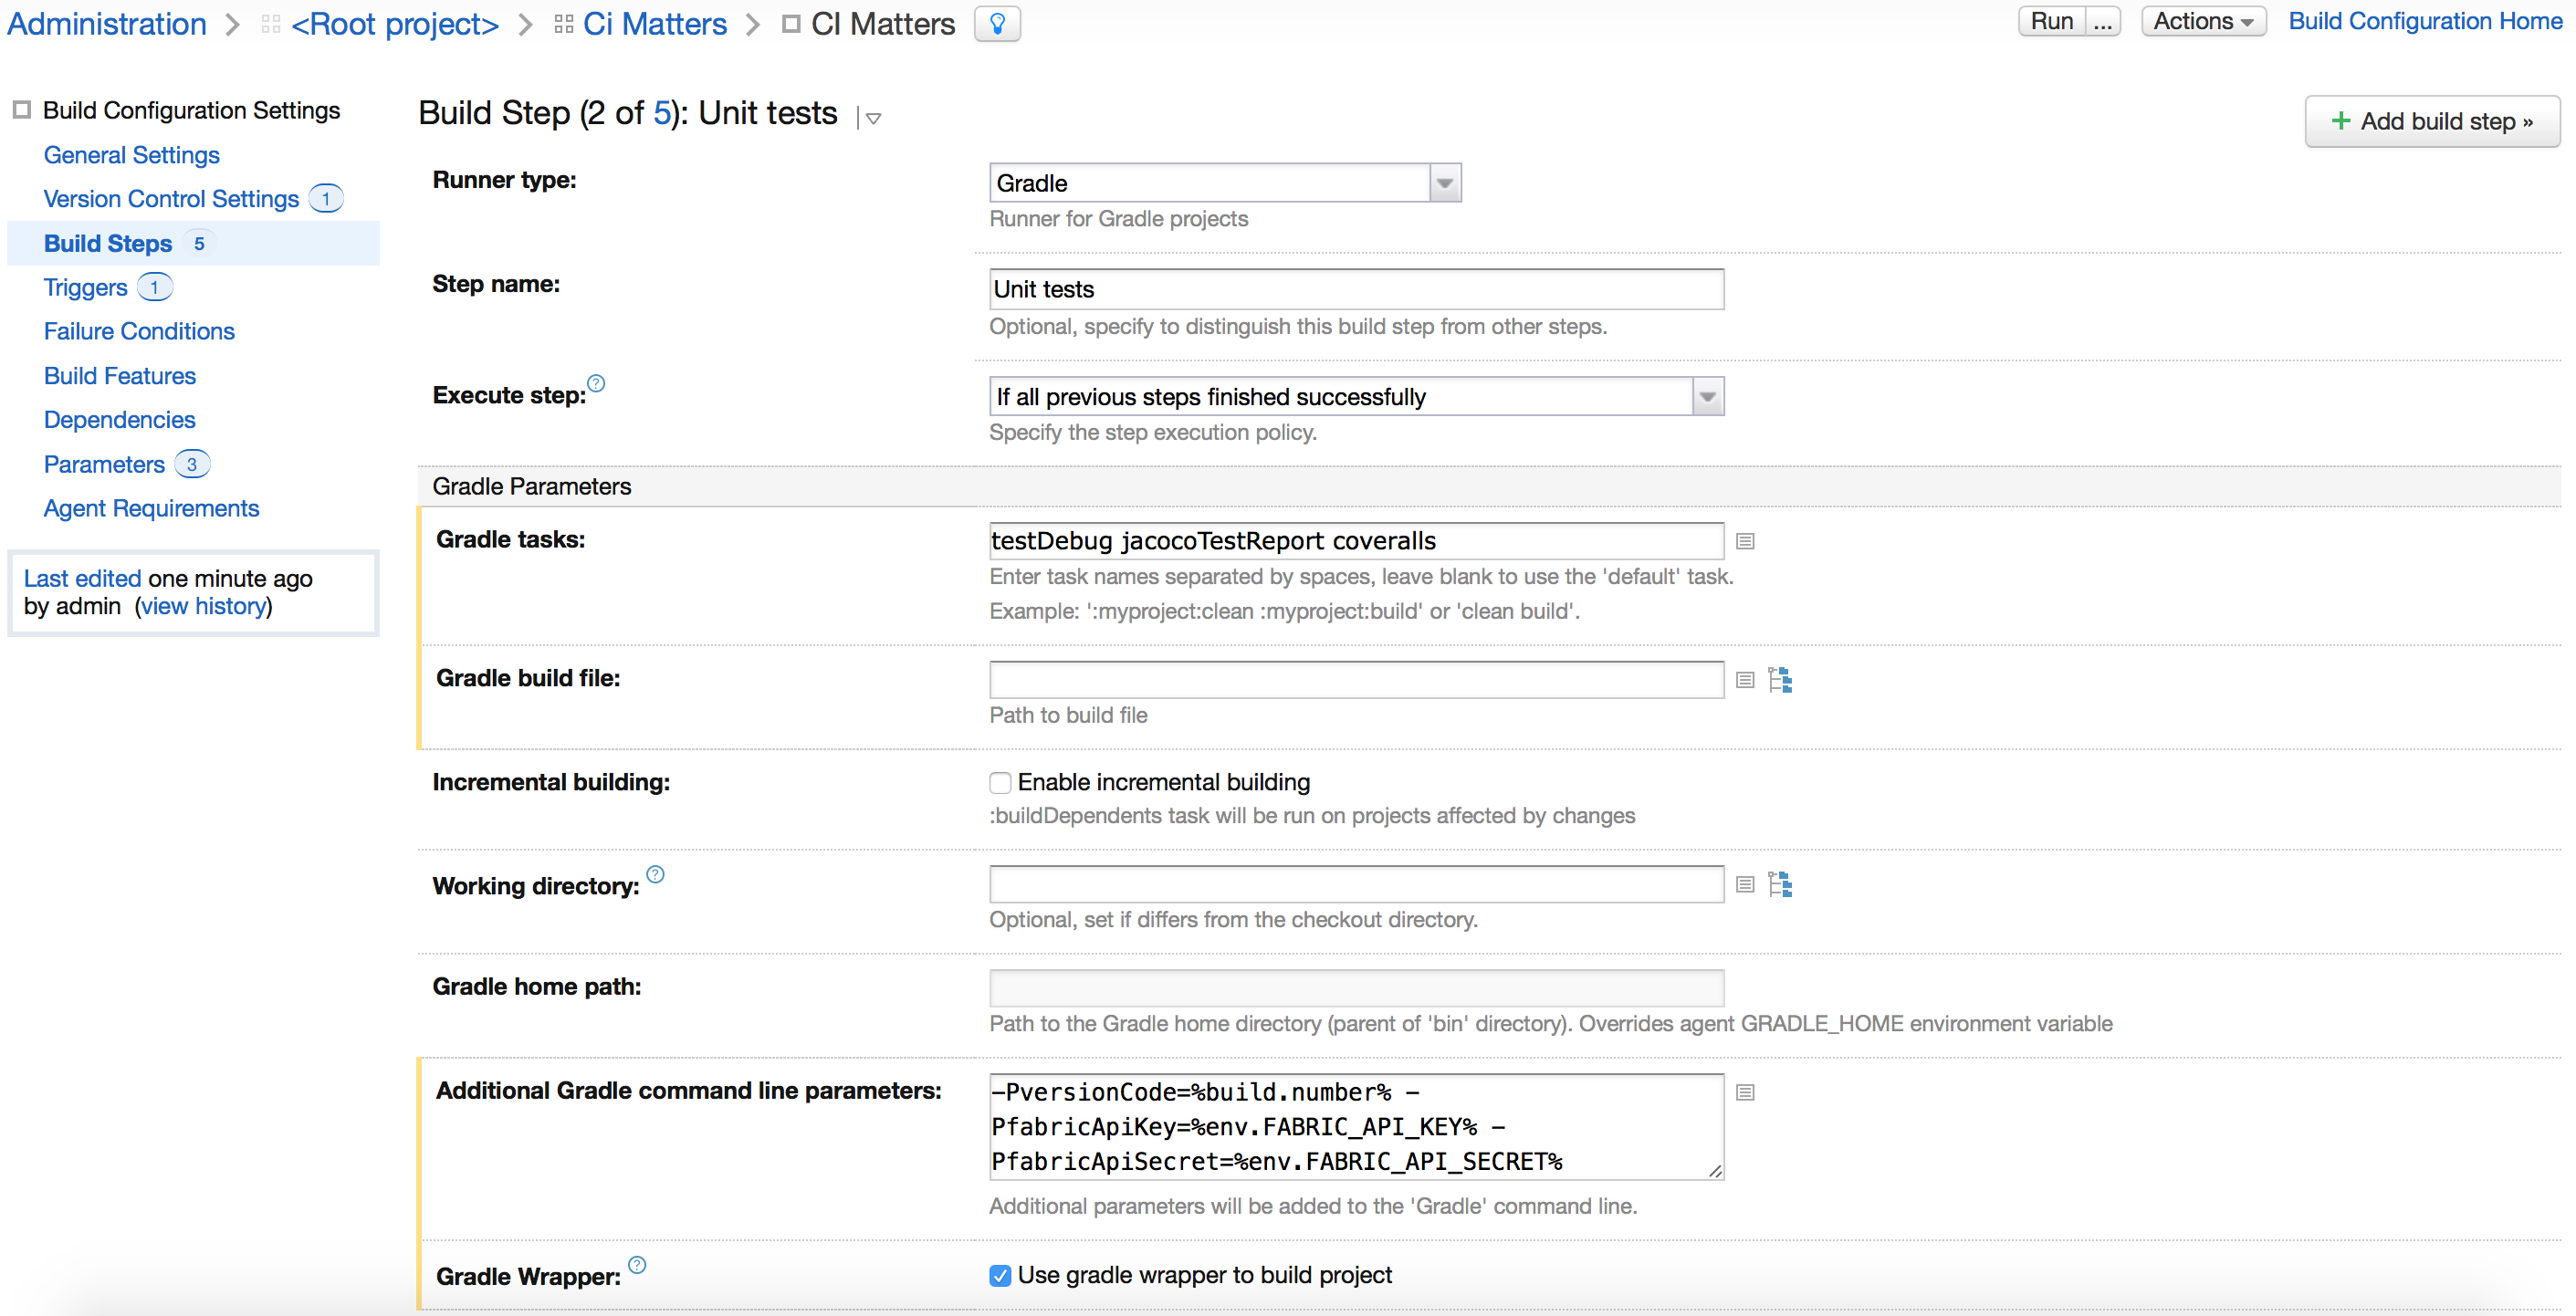 Administration > <Root project> > Ci Matters > CI Matters
Run ... Actions Build Configuration Home
Build Configuration Settings
General Settings
Version Control Settings 1
Build Steps 5
Triggers 1
Failure Conditions
Build Features
Dependencies
Parameters 3
Agent Requirements
Last edited one minute ago
by admin (view history)
Build Step (2 of 5): Unit tests
+ Add build step »
Runner type:
Gradle
Runner for Gradle projects
Step name:
Unit tests
Optional, specify to distinguish this build step from other steps.
Execute step: ?
If all previous steps finished successfully
Specify the step execution policy.
Gradle Parameters
Gradle tasks:
testDebug jacocoTestReport coveralls
Enter task names separated by spaces, leave blank to use the 'default' task.
Example: ':myproject:clean :myproject:build' or 'clean build'.
Gradle build file:
Path to build file
Incremental building:
Enable incremental building
:buildDependents task will be run on projects affected by changes
Working directory: ?
Optional, set if differs from the checkout directory.
Gradle home path:
Path to the Gradle home directory (parent of 'bin' directory). Overrides agent GRADLE_HOME environment variable
Additional Gradle command line parameters:
-PversionCode=%build.number% -
PfabricApiKey=%env.FABRIC_API_KEY% -
PfabricApiSecret=%env.FABRIC_API_SECRET%
Additional parameters will be added to the 'Gradle' command line.
Gradle Wrapper: ?
Use gradle wrapper to build project